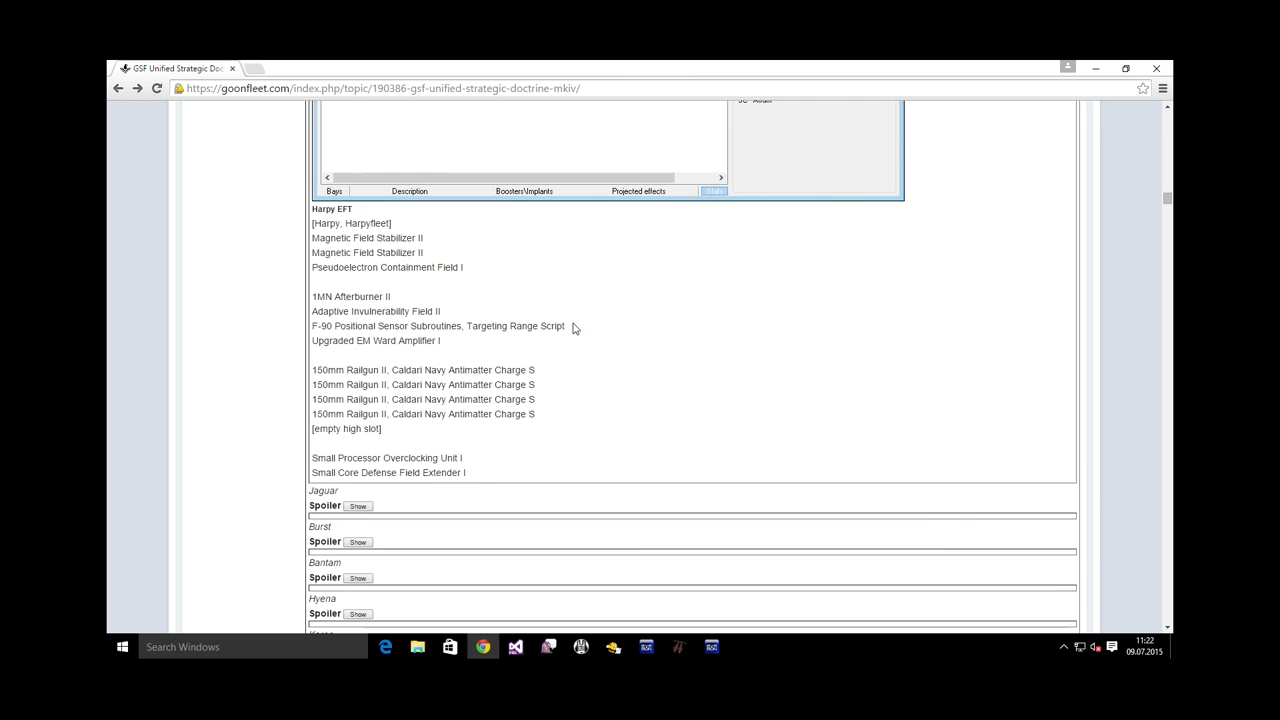 GSF Unified Strategic Doc
https://goonfleet.com/index.php/topic/190386-gsf-unified-strategic-doctrine-mkiv/
Bays Description Boosters\Implants Projected effects Stats
Harpy EFT
[Harpy, Harpyfleet]
Magnetic Field Stabilizer II
Magnetic Field Stabilizer II
Pseudoelectron Containment Field I
1MN Afterburner II
Adaptive Invulnerability Field II
F-90 Positional Sensor Subroutines, Targeting Range Script
Upgraded EM Ward Amplifier I
150mm Railgun II, Caldari Navy Antimatter Charge S
150mm Railgun II, Caldari Navy Antimatter Charge S
150mm Railgun II, Caldari Navy Antimatter Charge S
150mm Railgun II, Caldari Navy Antimatter Charge S
[empty high slot]
Small Processor Overclocking Unit I
Small Core Defense Field Extender I
Jaguar
Spoiler Show
Burst
Spoiler Show
Bantam
Spoiler Show
Hyena
Spoiler Show
Search Windows
11:22
09.07.2015